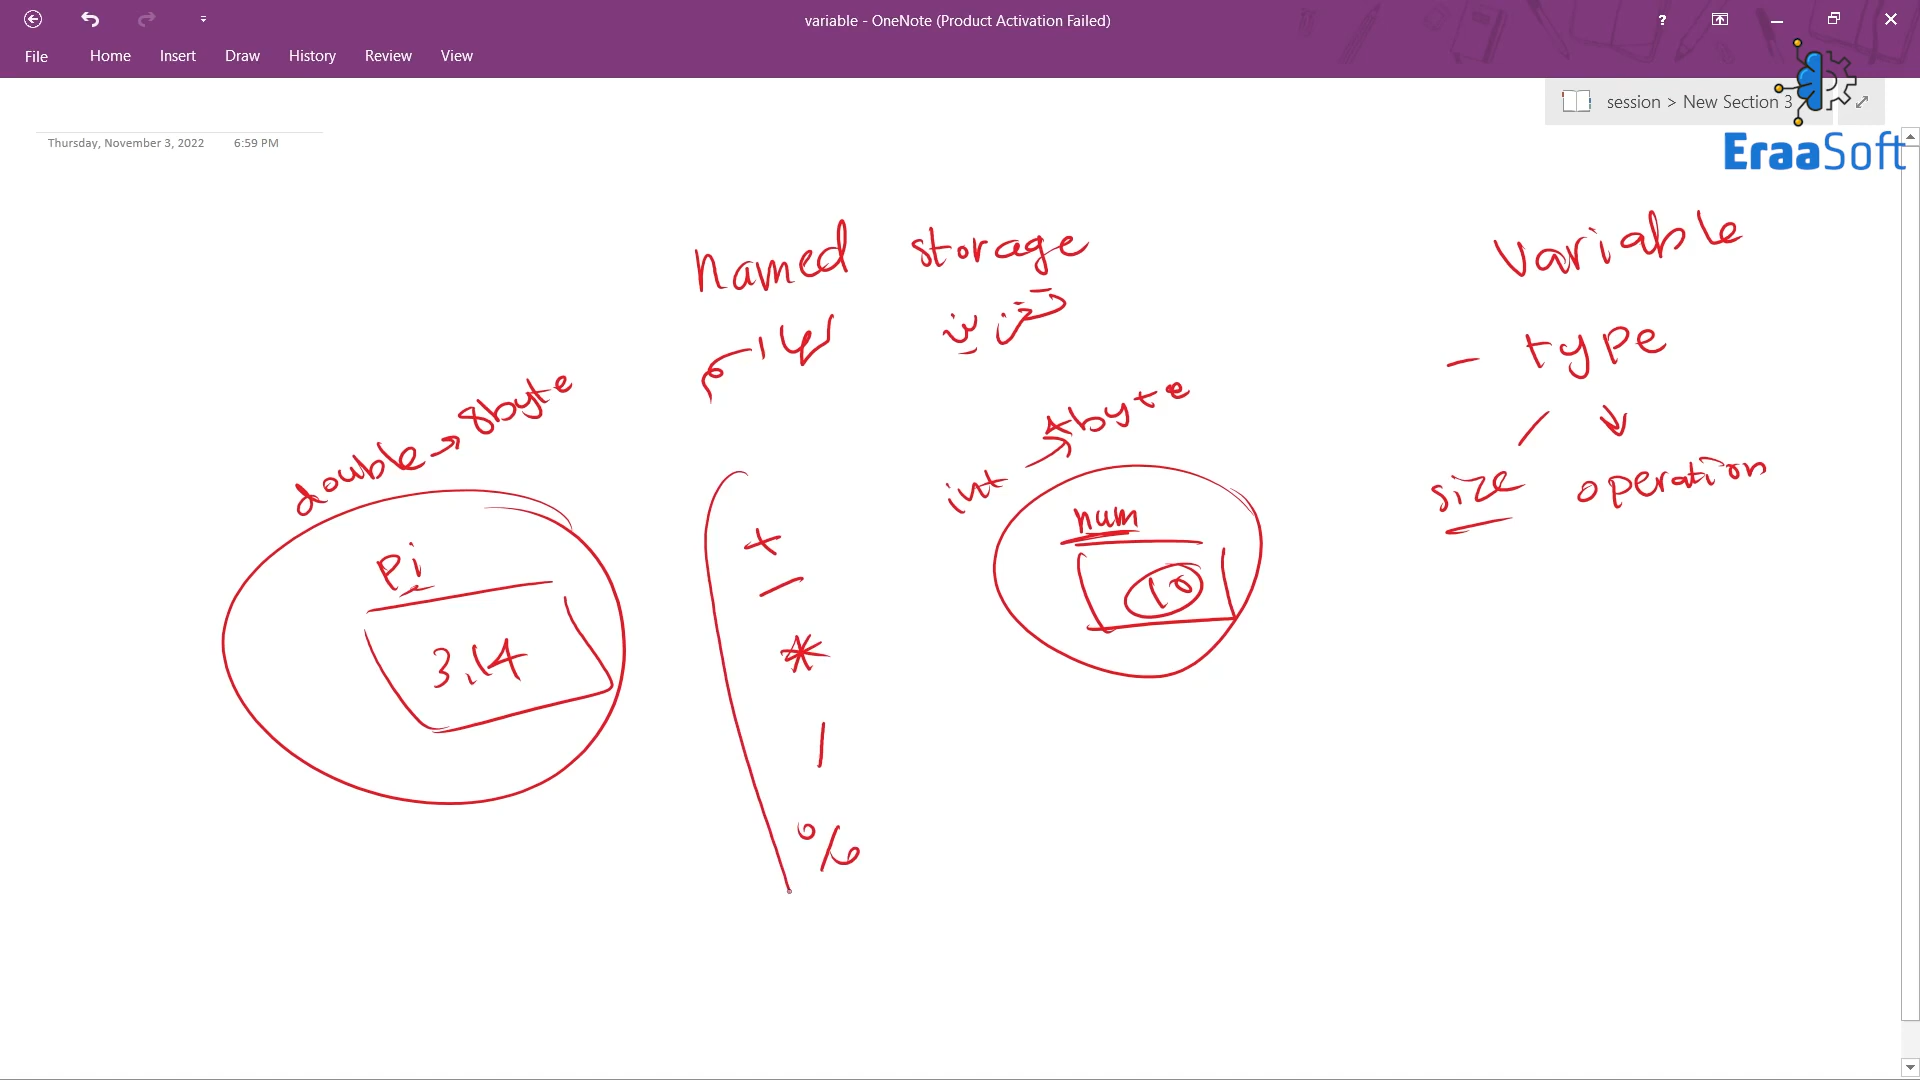 variable - OneNote (Product Activation Failed)
?
File Home Insert Draw History Review View
session > New Section 3
EraaSoft
Thursday, November 3, 2022 6:59 PM
named storage
ليها اسم
تخزين
variable
- type
size operation
double → 8byte
Pi
3.14
+
-
*
/
%
int → 4byte
num
10